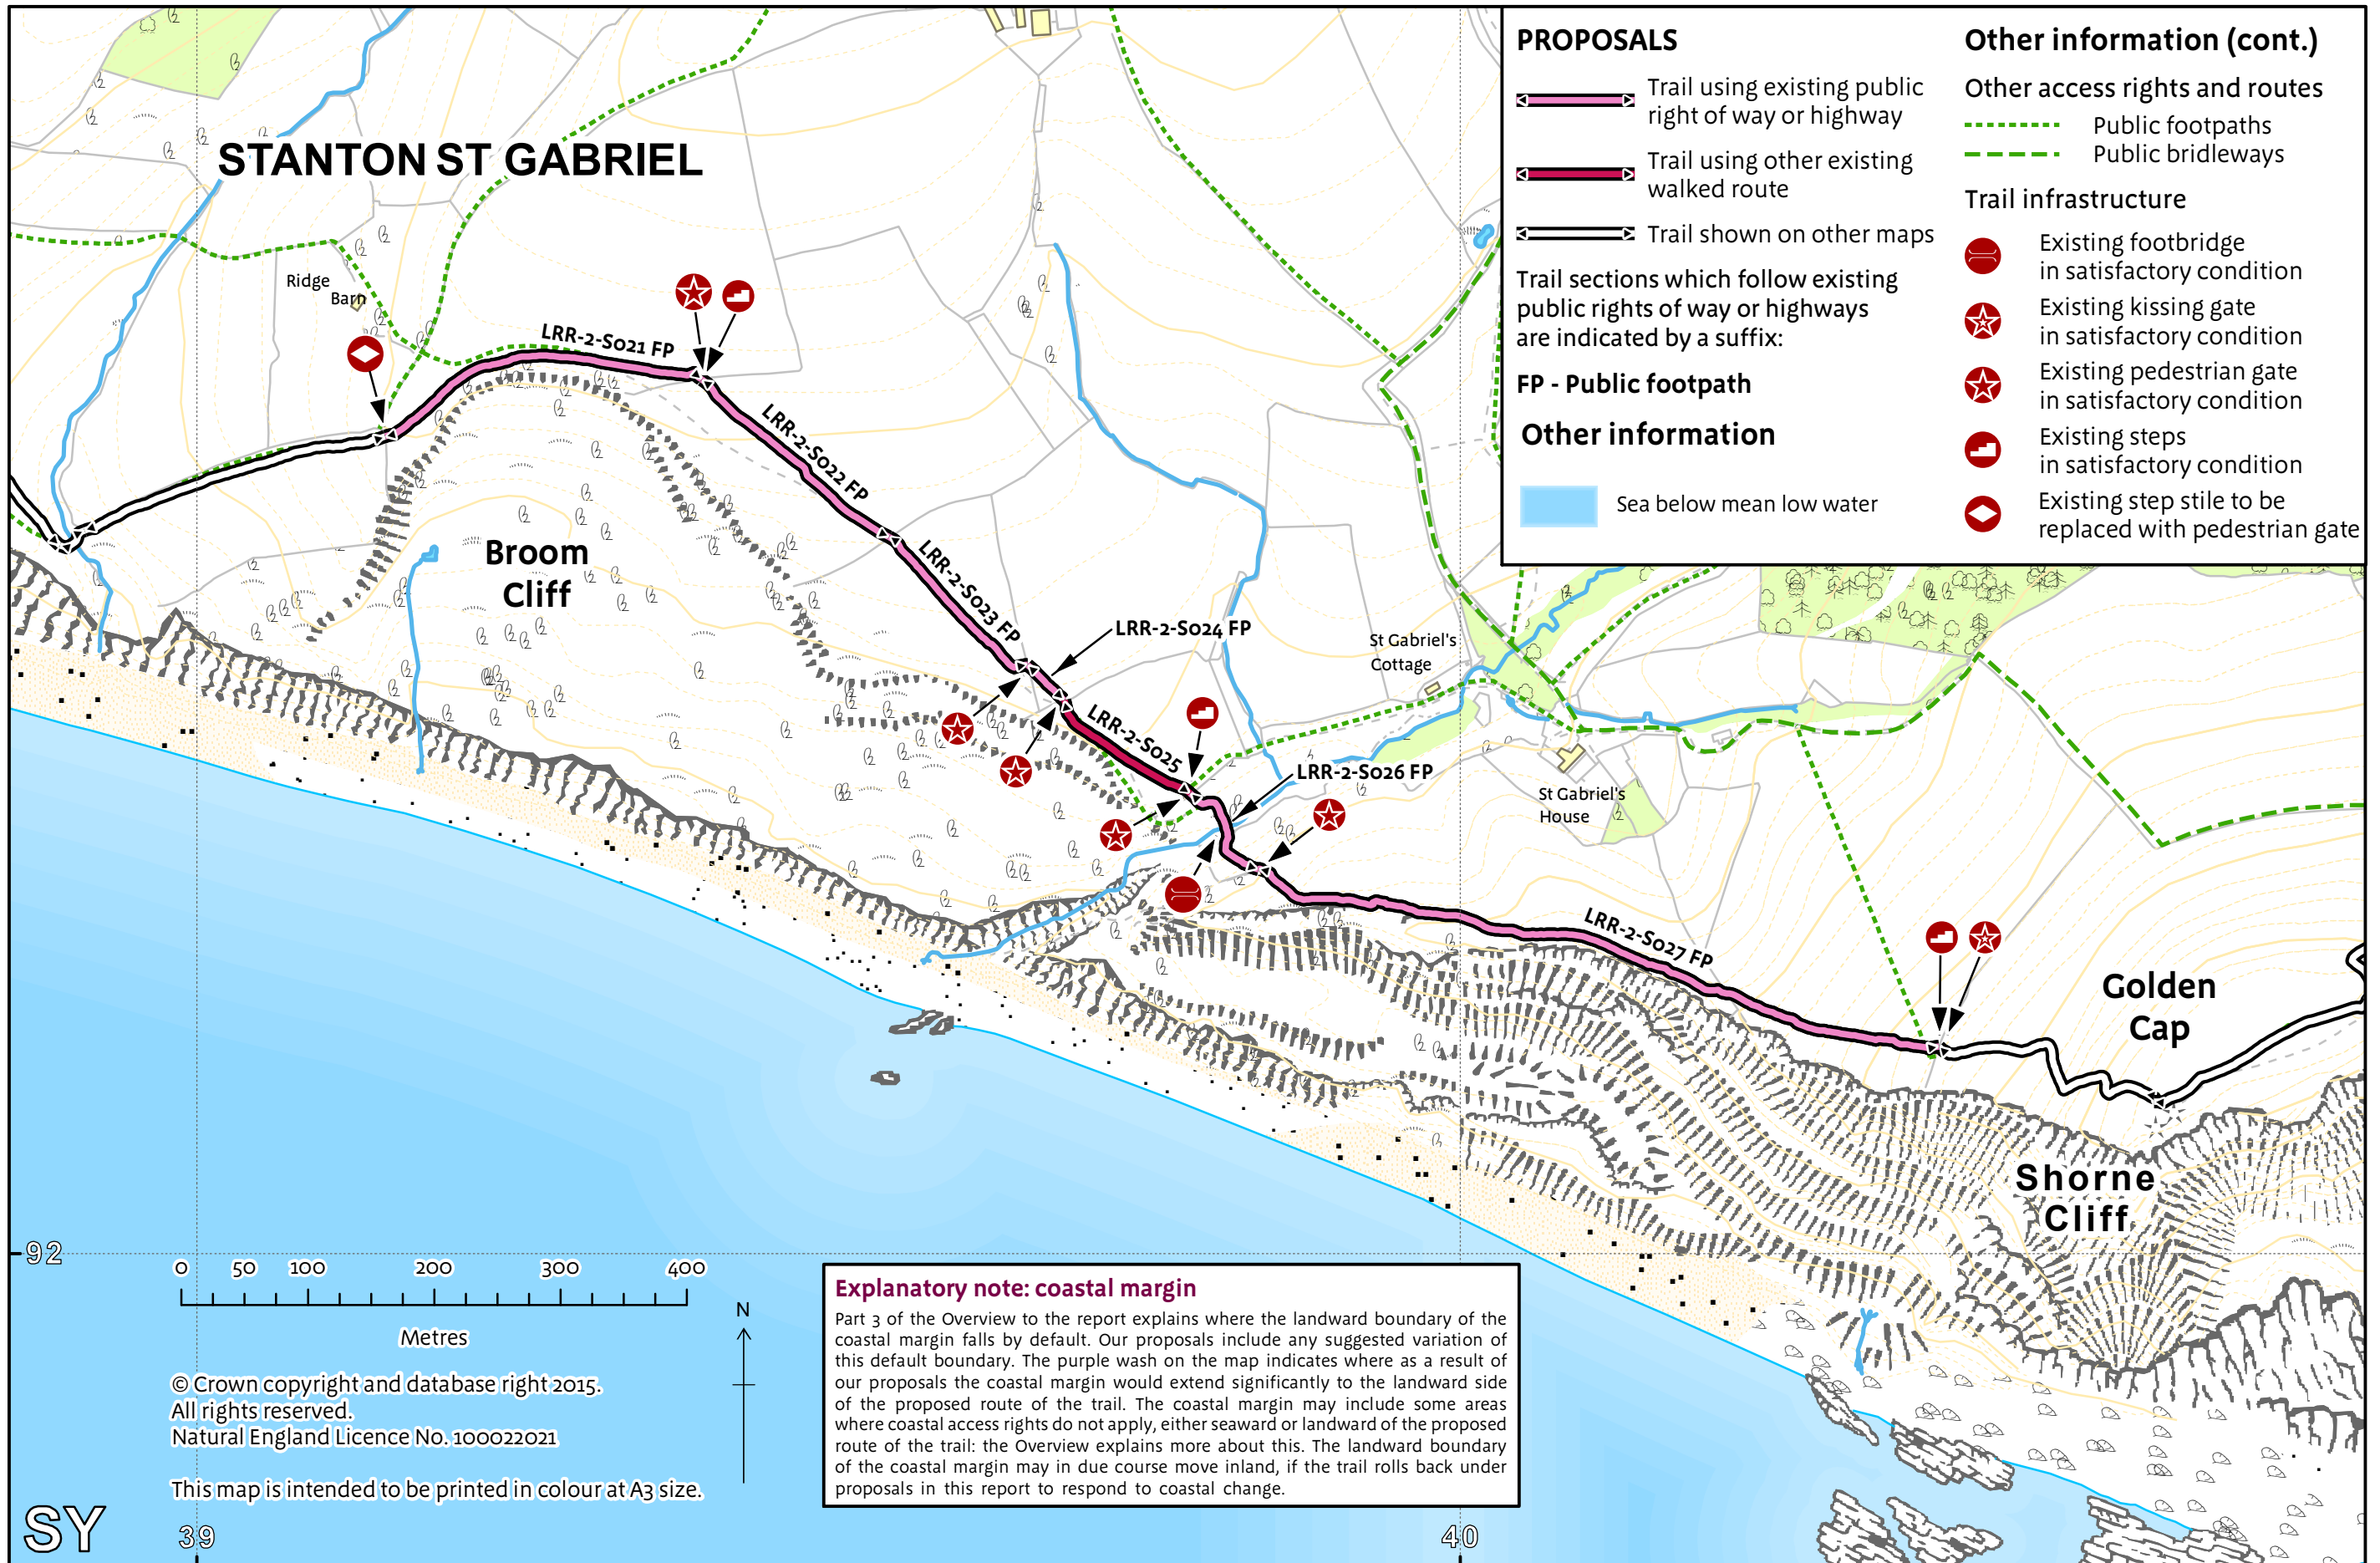 STANTON ST GABRIEL
Ridge
Barn
LRR-2-S021 FP
LRR-2-S022 FP
LRR-2-S023 FP
LRR-2-S024 FP
LRR-2-S025
LRR-2-S026 FP
LRR-2-S027 FP
Broom
Cliff
St Gabriel's
Cottage
St Gabriel's
House
Golden
Cap
Shorne
Cliff
PROPOSALS
Trail using existing public
right of way or highway
Trail using other existing
walked route
Trail shown on other maps
Trail sections which follow existing
public rights of way or highways
are indicated by a suffix:
FP - Public footpath
Other information
Sea below mean low water
Other information (cont.)
Other access rights and routes
Public footpaths
Public bridleways
Trail infrastructure
Existing footbridge
in satisfactory condition
Existing kissing gate
in satisfactory condition
Existing pedestrian gate
in satisfactory condition
Existing steps
in satisfactory condition
Existing step stile to be
replaced with pedestrian gate
92
0 50 100 200 300 400
Metres
N
© Crown copyright and database right 2015.
All rights reserved.
Natural England Licence No. 100022021
This map is intended to be printed in colour at A3 size.
SY
39
40
Explanatory note: coastal margin
Part 3 of the Overview to the report explains where the landward boundary of the
coastal margin falls by default. Our proposals include any suggested variation of
this default boundary. The purple wash on the map indicates where as a result of
our proposals the coastal margin would extend significantly to the landward side
of the proposed route of the trail. The coastal margin may include some areas
where coastal access rights do not apply, either seaward or landward of the proposed
route of the trail: the Overview explains more about this. The landward boundary
of the coastal margin may in due course move inland, if the trail rolls back under
proposals in this report to respond to coastal change.